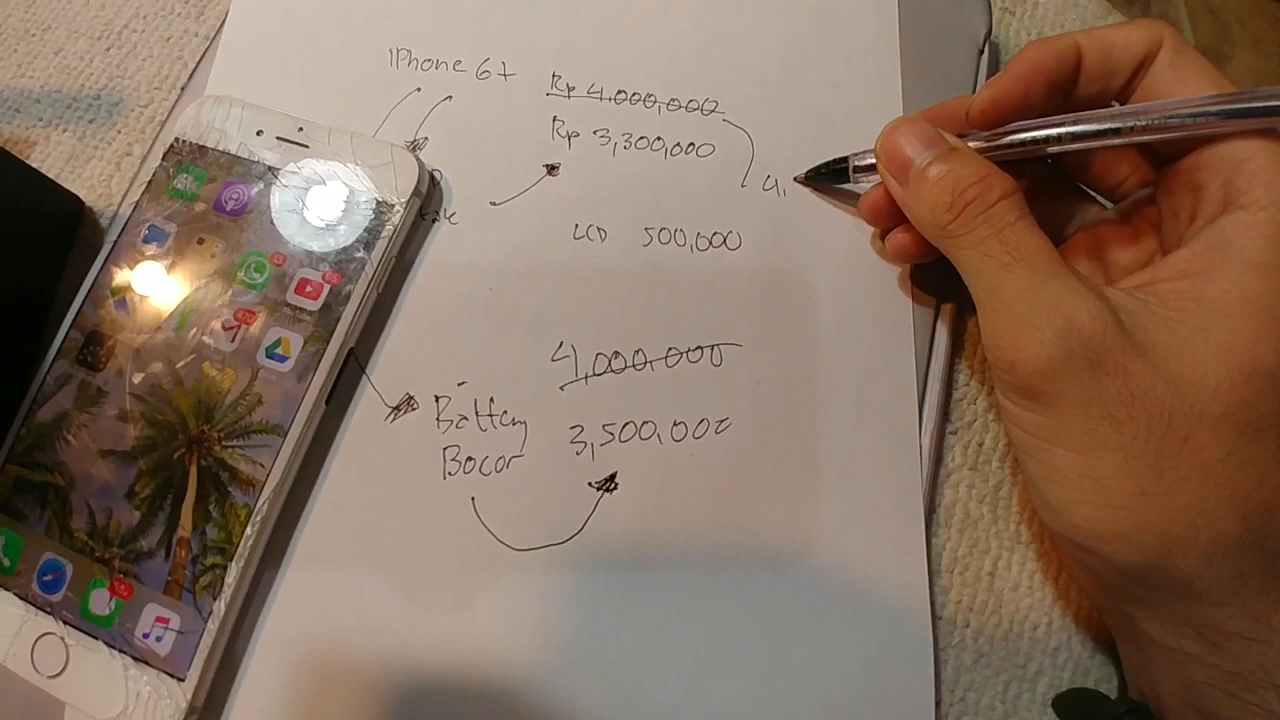 IPhone 6+
Rp 4,000,000
Rp 3,300,000
4,
LCD 500,000
4,000,000
Battery 3,500,000
Bocor